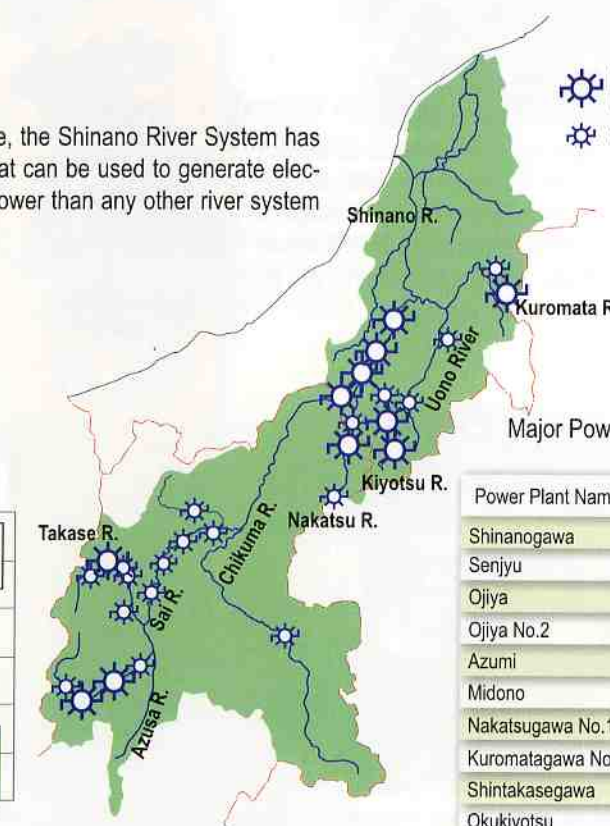 e, the Shinano River System has
at can be used to generate elec-
ower than any other river system
Shinano R.
Kuromata R
Uono River
Major Pow
Kiyotsu R.
Nakatsu R.
Chikuma R.
Takase R.
Sai R.
Azusa R.
Power Plant Nam
Shinanogawa
Senjyu
Ojiya
Ojiya No.2
Azumi
Midono
Nakatsugawa No.1
Kuromatagawa No
Shintakasegawa
Okukiyotsu